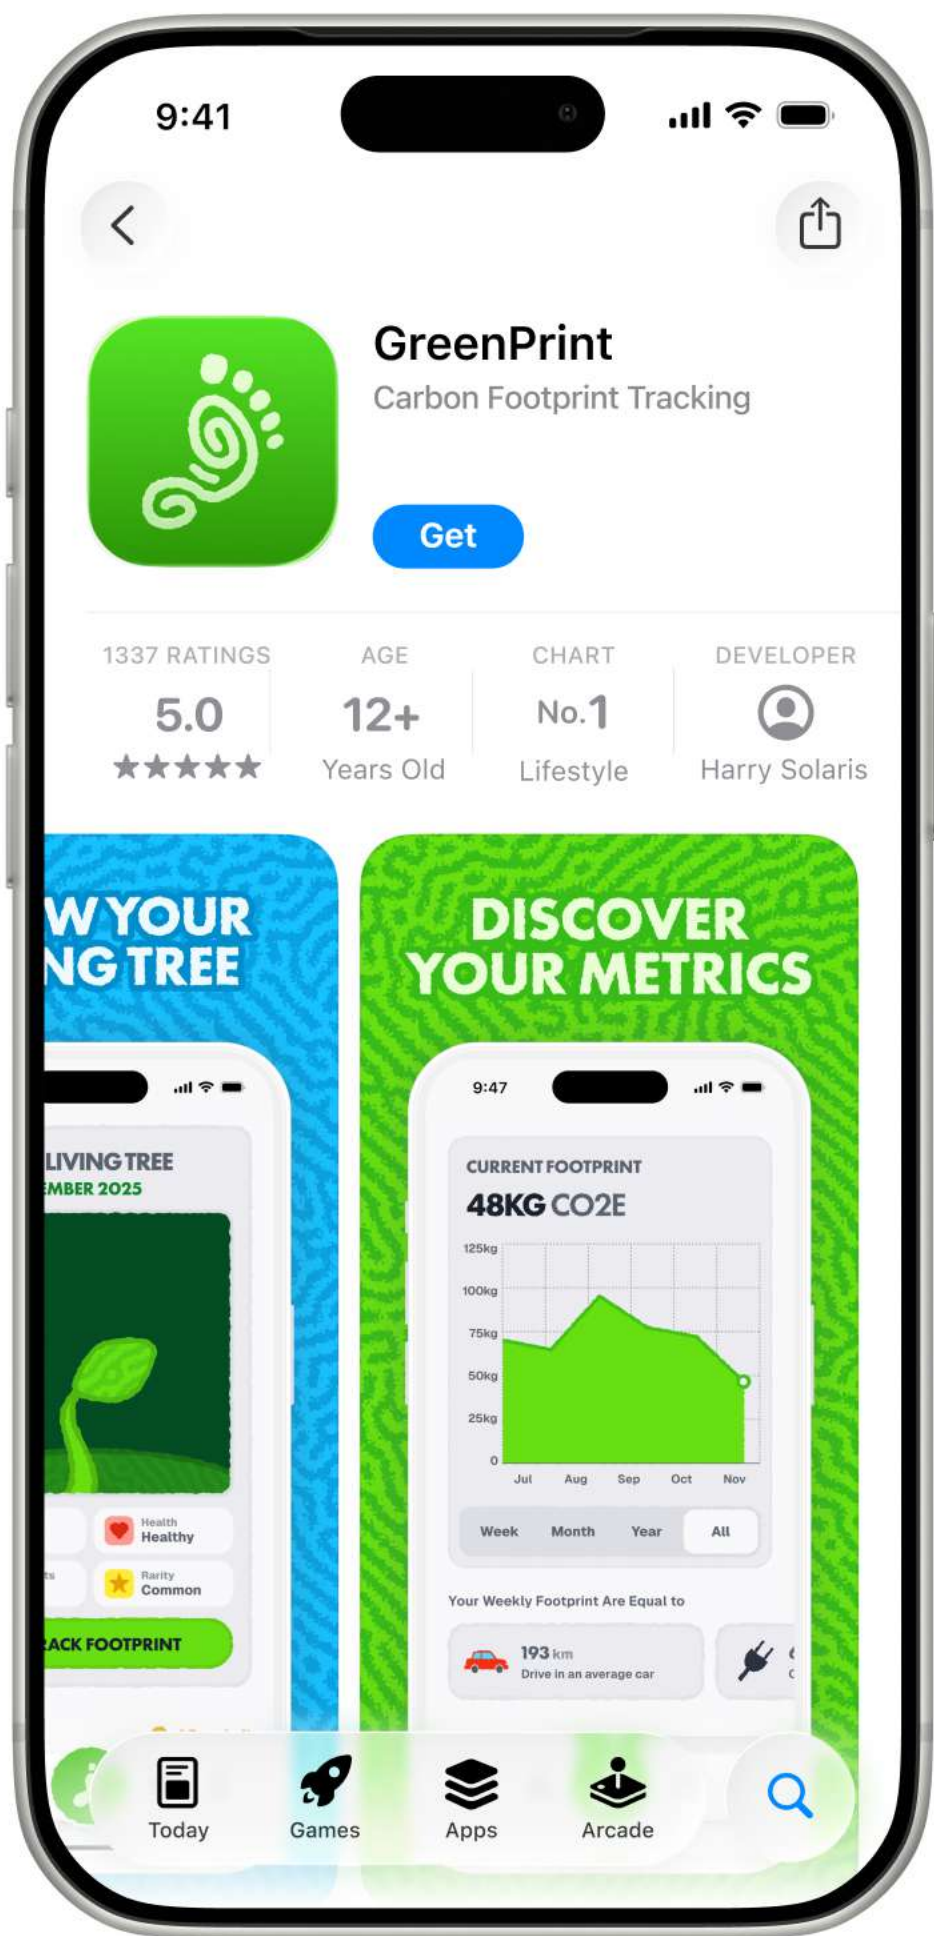 9:41
GreenPrint
Carbon Footprint Tracking
Get
1337 RATINGS
5.0
★★★★★
AGE
12+
Years Old
CHART
No.1
Lifestyle
DEVELOPER
Harry Solaris
W YOUR
NG TREE
LIVING TREE
EMBER 2025
Health
Healthy
ts
Rarity
Common
RACK FOOTPRINT
DISCOVER
YOUR METRICS
9:47
CURRENT FOOTPRINT
48KG CO2E
125kg
100kg
75kg
50kg
25kg
0
Jul Aug Sep Oct Nov
Week Month Year All
Your Weekly Footprint Are Equal to
193 km
Drive in an average car
Today
Games
Apps
Arcade